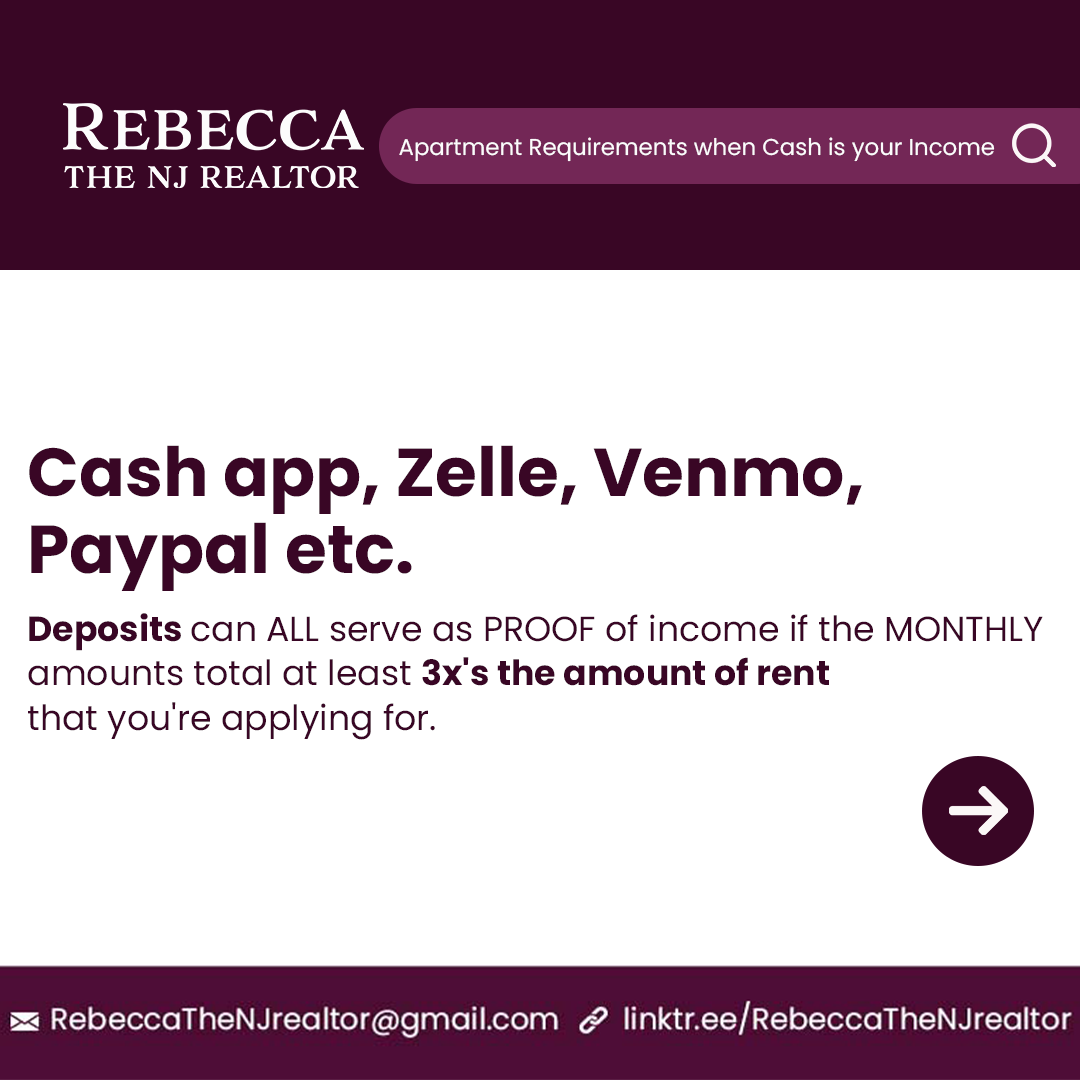 REBECCA
THE NJ REALTOR
Apartment Requirements when Cash is your Income
Cash app, Zelle, Venmo,
Paypal etc.
Deposits can ALL serve as PROOF of income if the MONTHLY
amounts total at least 3x's the amount of rent
that you're applying for.
RebeccaTheNJrealtor@gmail.com
linktr.ee/RebeccaTheNJrealtor